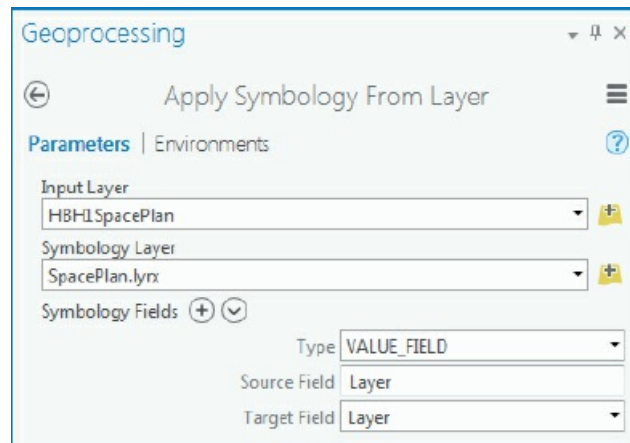 Geoprocessing
Apply Symbology From Layer
Parameters | Environments
Input Layer
HBH1SpacePlan
Symbology Layer
SpacePlan.lyrx
Symbology Fields
Type VALUE_FIELD
Source Field Layer
Target Field Layer